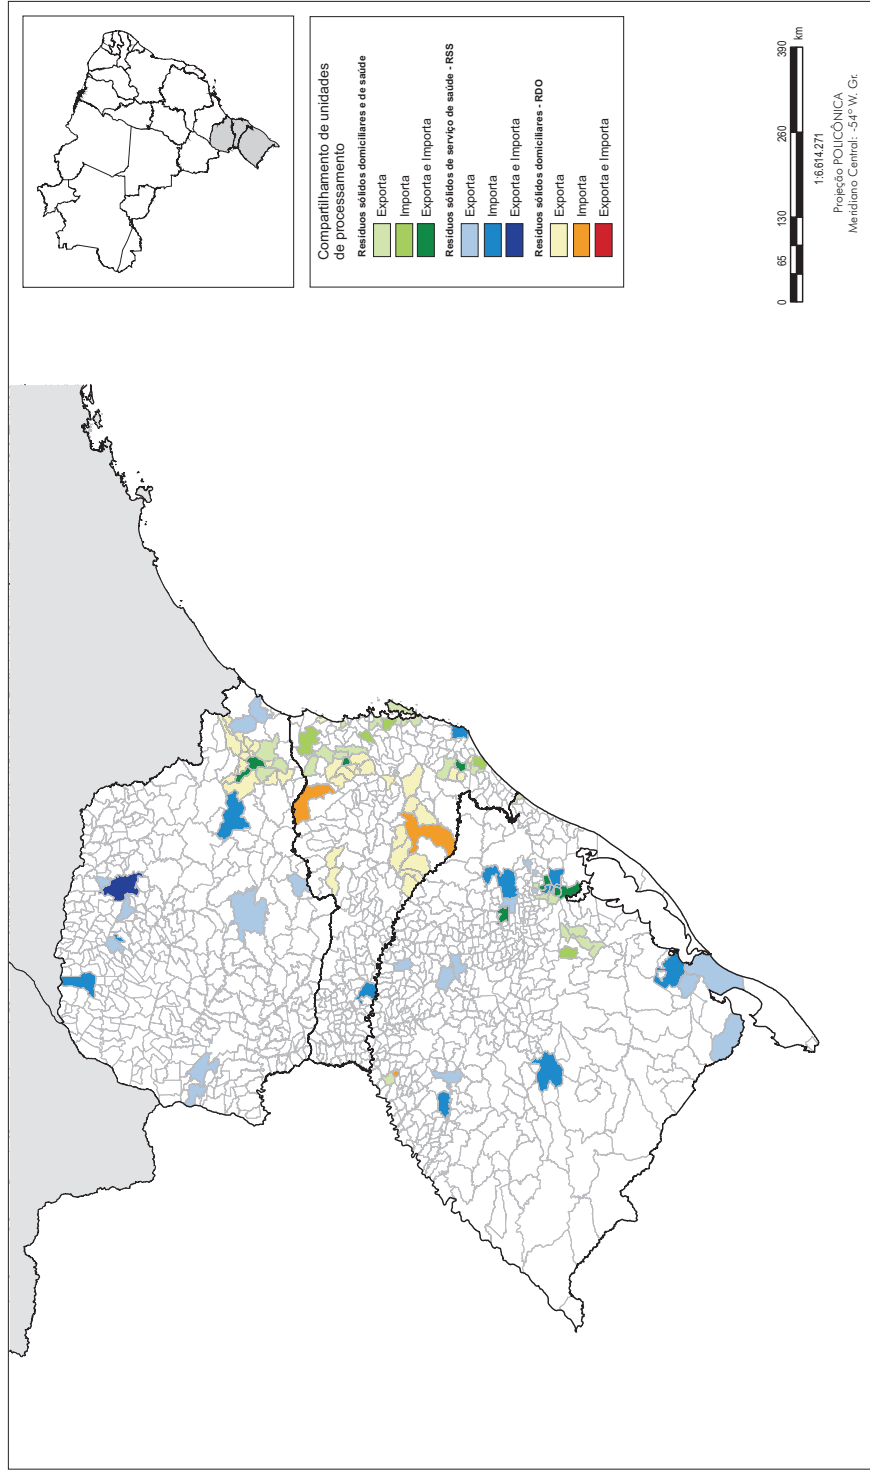 Compartilhamento de unidades
de processamento
Resíduos sólidos domiciliares e de saúde
Exporta
Importa
Exporta e Importa
Resíduos sólidos de serviço de saúde - RSS
Exporta
Importa
Exporta e Importa
Resíduos sólidos domiciliares - RDO
Exporta
Importa
Exporta e Importa
0 65 130 260 390
km
1:6.614.271
Projeção POLICÔNICA
Meridiano Central: -54º W. Gr.